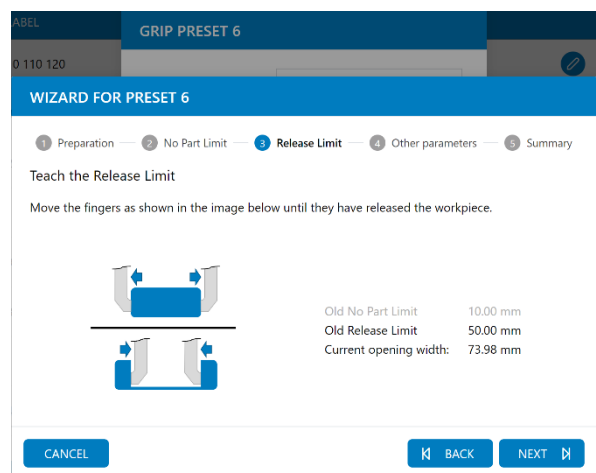 ABEL
GRIP PRESET 6
0 110 120
WIZARD FOR PRESET 6
1 Preparation 2 No Part Limit 3 Release Limit 4 Other parameters 5 Summary
Teach the Release Limit
Move the fingers as shown in the image below until they have released the workpiece.
Old No Part Limit 10.00 mm
Old Release Limit 50.00 mm
Current opening width: 73.98 mm
CANCEL BACK NEXT